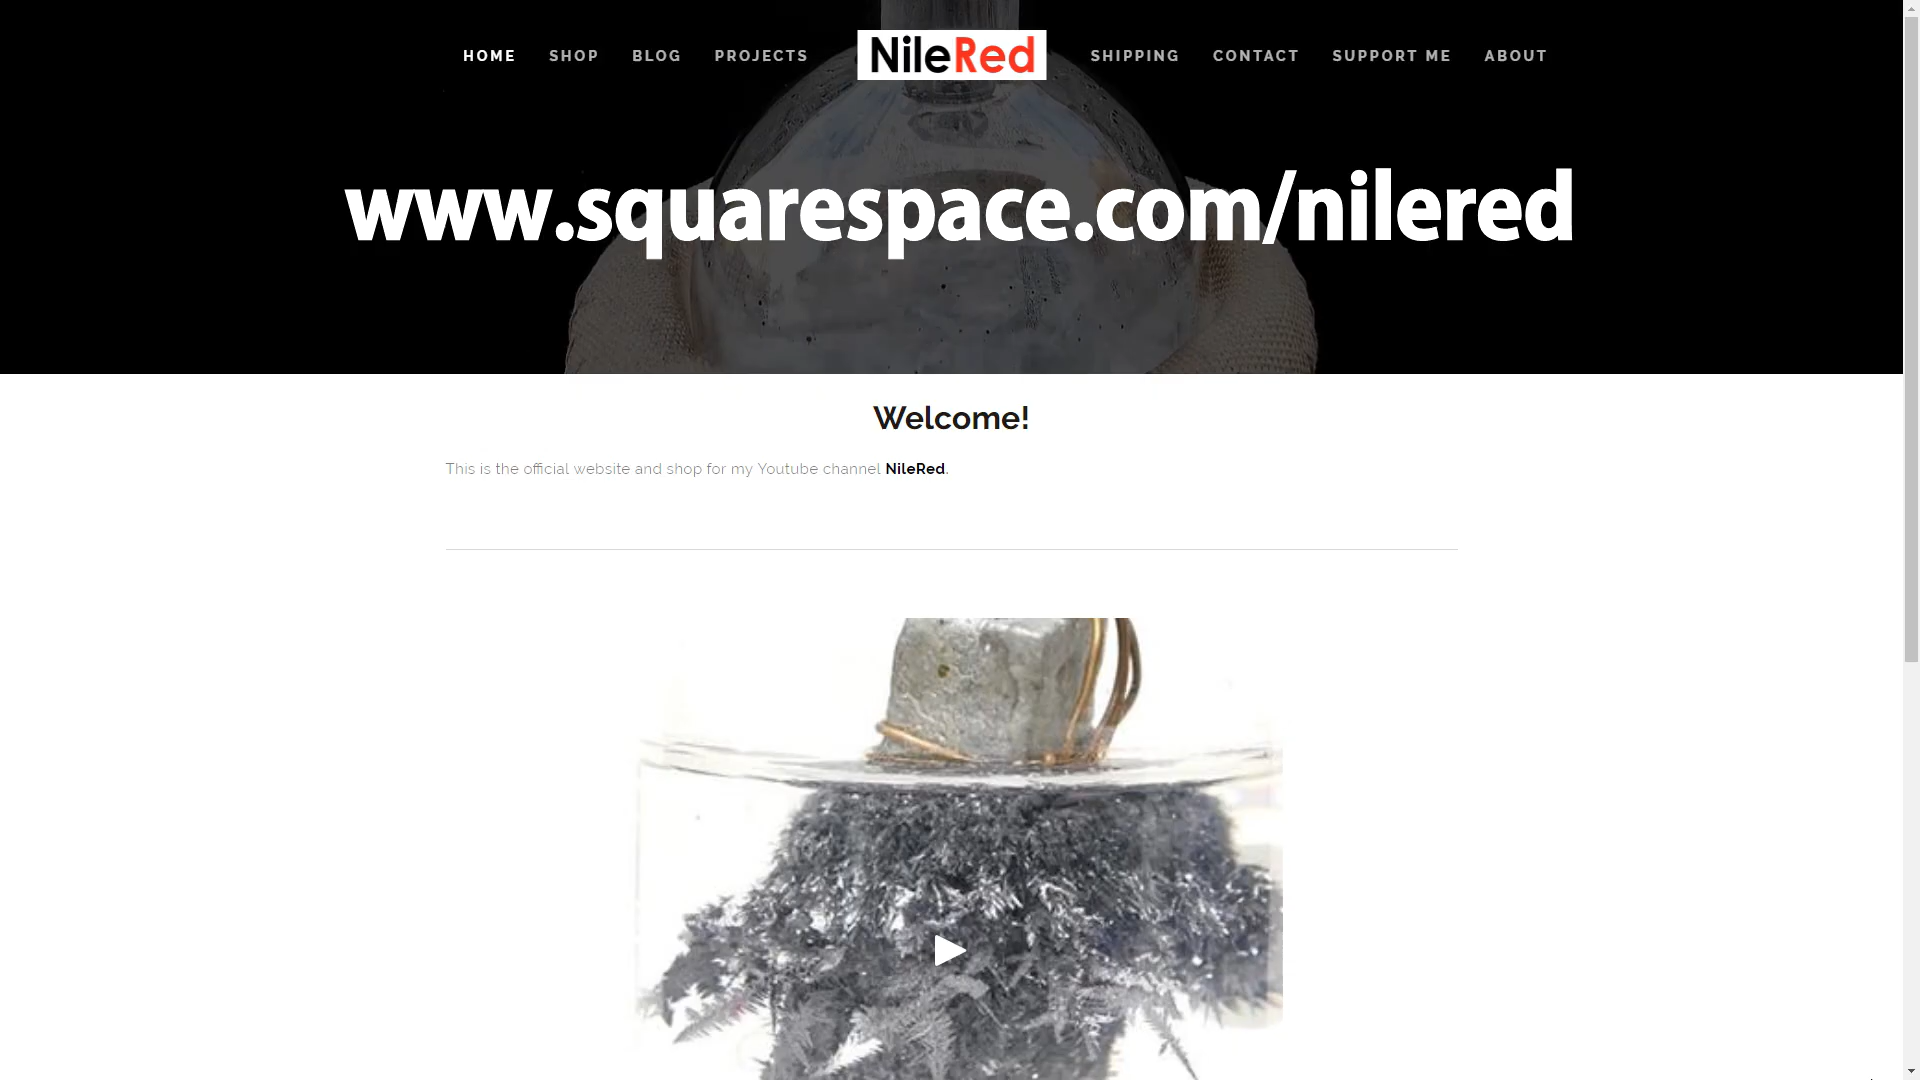 HOME SHOP BLOG PROJECTS NileRed SHIPPING CONTACT SUPPORT ME ABOUT
www.squarespace.com/nilered
Welcome!
This is the official website and shop for my Youtube channel NileRed.